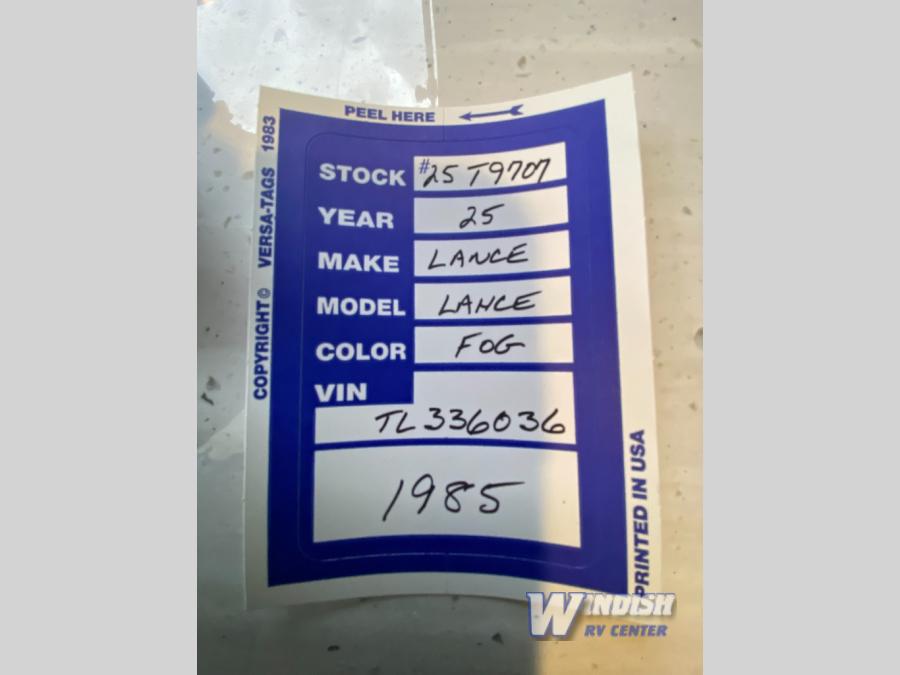 PEEL HERE
COPYRIGHT © VERSA-TAGS 1983
STOCK #25T9707
YEAR 25
MAKE LANCE
MODEL LANCE
COLOR FOG
VIN
TL336036
1985
PRINTED IN USA
WINDISH
RV CENTER